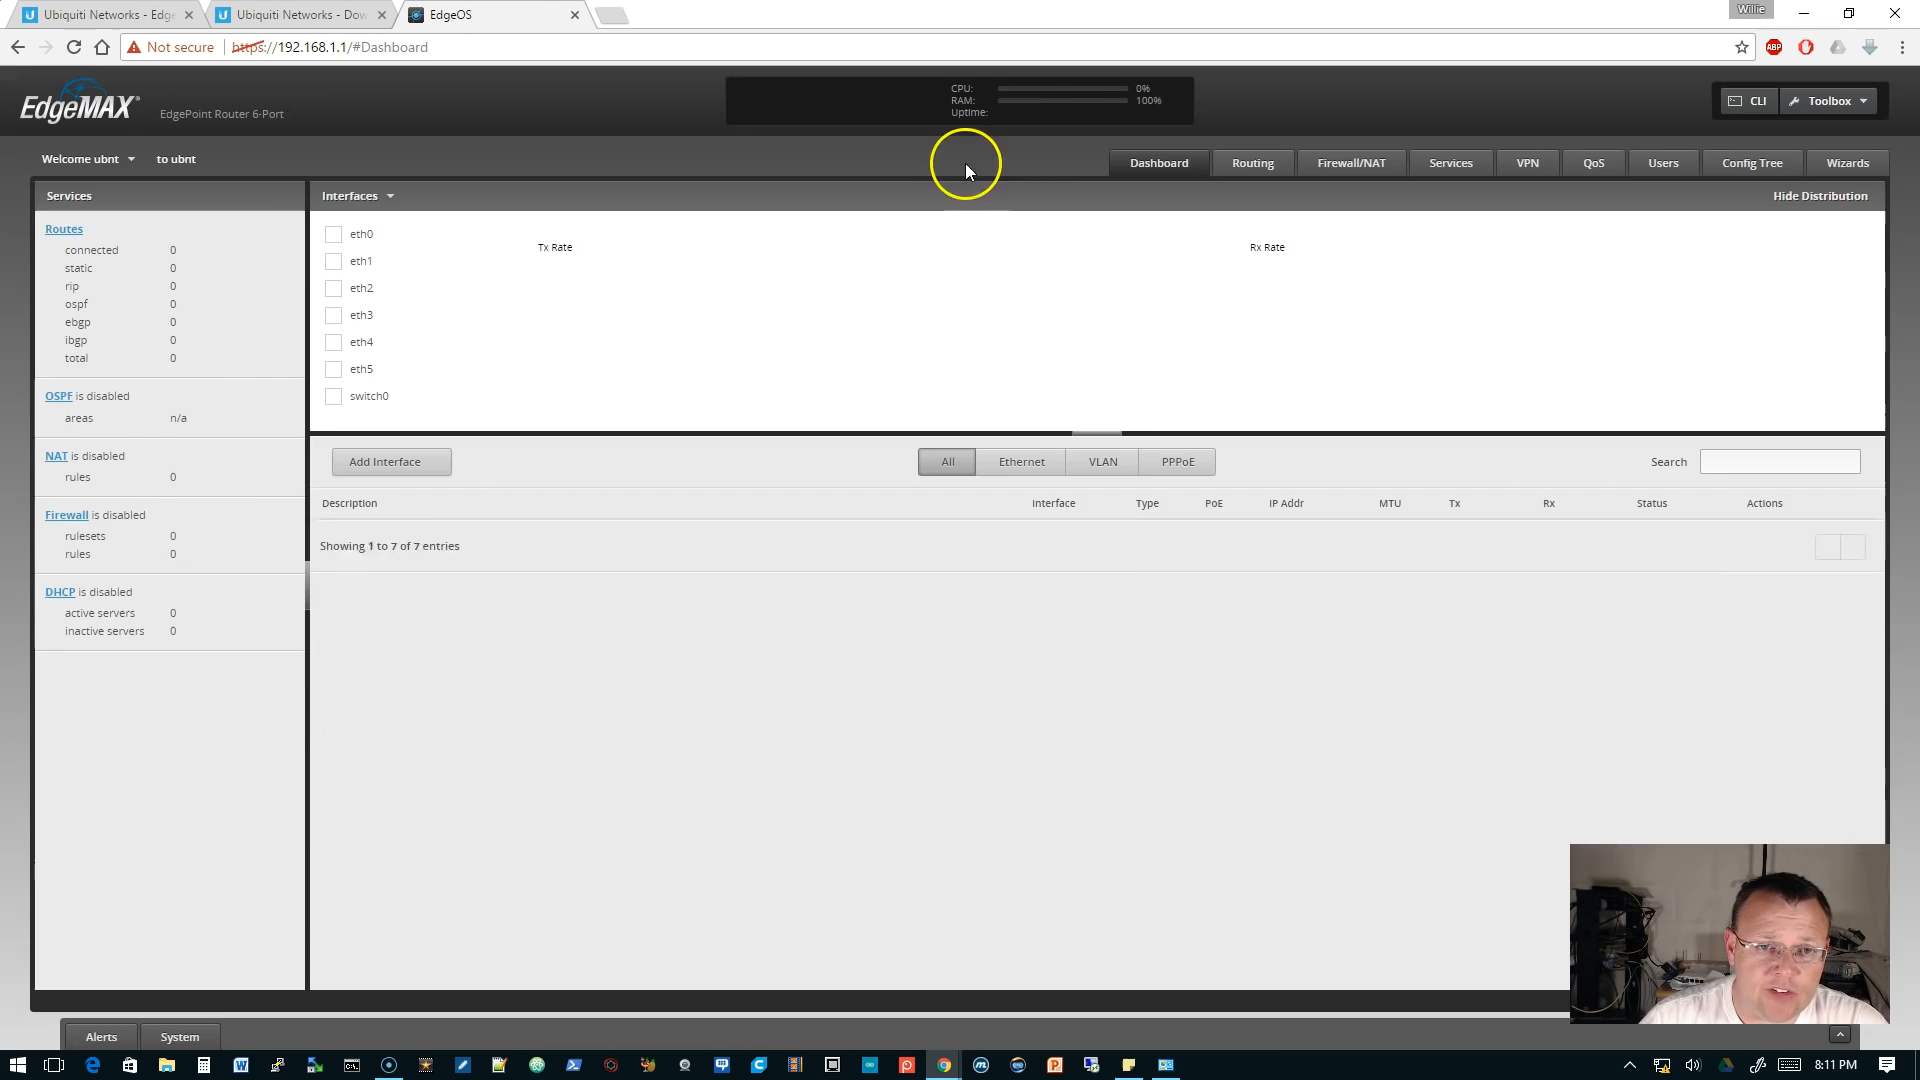 Ubiquiti Networks - Edge
Ubiquiti Networks - Dow
EdgeOS
Willie
Not secure
https://192.168.1.1/#Dashboard
ABP
EdgeMAX
EdgePoint Router 6-Port
CPU: 0%
RAM: 100%
Uptime:
CLI
Toolbox
Welcome ubnt
to ubnt
Dashboard
Routing
Firewall/NAT
Services
VPN
QoS
Users
Config Tree
Wizards
Services
Interfaces
Hide Distribution
Routes
connected 0
static 0
rip 0
ospf 0
ebgp 0
ibgp 0
total 0
OSPF is disabled
areas n/a
NAT is disabled
rules 0
Firewall is disabled
rulesets 0
rules 0
DHCP is disabled
active servers 0
inactive servers 0
eth0
eth1
eth2
eth3
eth4
eth5
switch0
Tx Rate
Rx Rate
Add Interface
All
Ethernet
VLAN
PPPoE
Search
Description Interface Type PoE IP Addr MTU Tx Rx Status Actions
Showing 1 to 7 of 7 entries
Alerts
System
8:11 PM